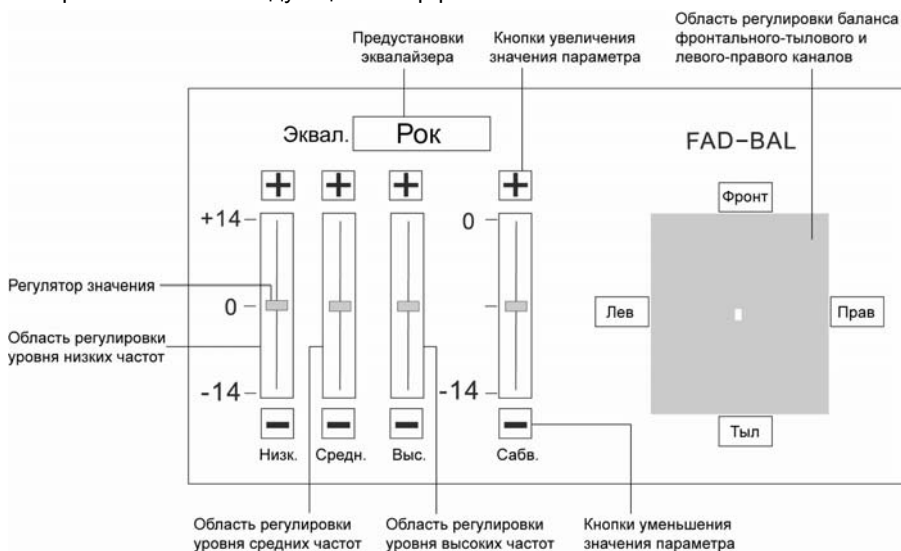 Область регулировки баланса
фронтального-тылового и
левого-правого каналов
Предустановки
эквалайзера
Кнопки увеличения
значения параметра
Эквал. Рок
FAD-BAL
Фронт
+14
0
Регулятор значения
0
Лев
Прав
Область регулировки
уровня низких частот
-14
-14
Тыл
Низк. Средн. Выс. Сабв.
Область регулировки
уровня средних частот
Область регулировки
уровня высоких частот
Кнопки уменьшения
значения параметра